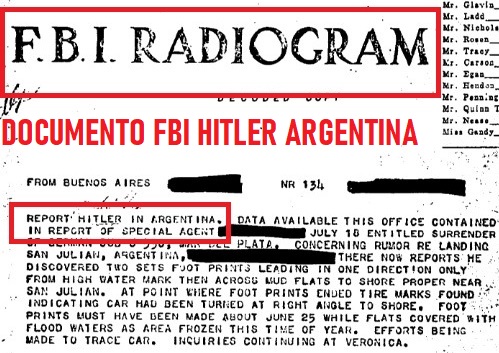 Mr. Glavin
Mr. Ladd
Mr. Nichols
Mr. Rosen
Mr. Tracy
Mr. Carson
Mr. Egan
Mr. Hendon
Mr. Penning
Mr. Quinn T
Mr. Nease
Miss Gandy
F.B.I. RADIOGRAM
DECODED COPY
DOCUMENTO FBI HITLER ARGENTINA
FROM BUENOS AIRES NR 134
REPORT HITLER IN ARGENTINA. DATA AVAILABLE THIS OFFICE CONTAINED
IN REPORT OF SPECIAL AGENT JULY 18 ENTITLED SURRENDER
OF GERMAN SUB U 530, MAR DEL PLATA. CONCERNING RUMOR RE LANDING
SAN JULIAN, ARGENTINA, THERE NOW REPORTS HE
DISCOVERED TWO SETS FOOT PRINTS LEADING IN ONE DIRECTION ONLY
FROM HIGH WATER MARK THEN ACROSS MUD FLATS TO SHORE PROPER NEAR
SAN JULIAN. AT POINT WHERE FOOT PRINTS ENDED TIRE MARKS FOUND
INDICATING CAR HAD BEEN TURNED AT RIGHT ANGLE TO SHORE. FOOT
PRINTS MUST HAVE BEEN MADE ABOUT JUNE 25 WHILE FLATS COVERED WITH
FLOOD WATERS AS AREA FROZEN THIS TIME OF YEAR. EFFORTS BEING
MADE TO TRACE CAR. INQUIRIES CONTINUING AT VERONICA.